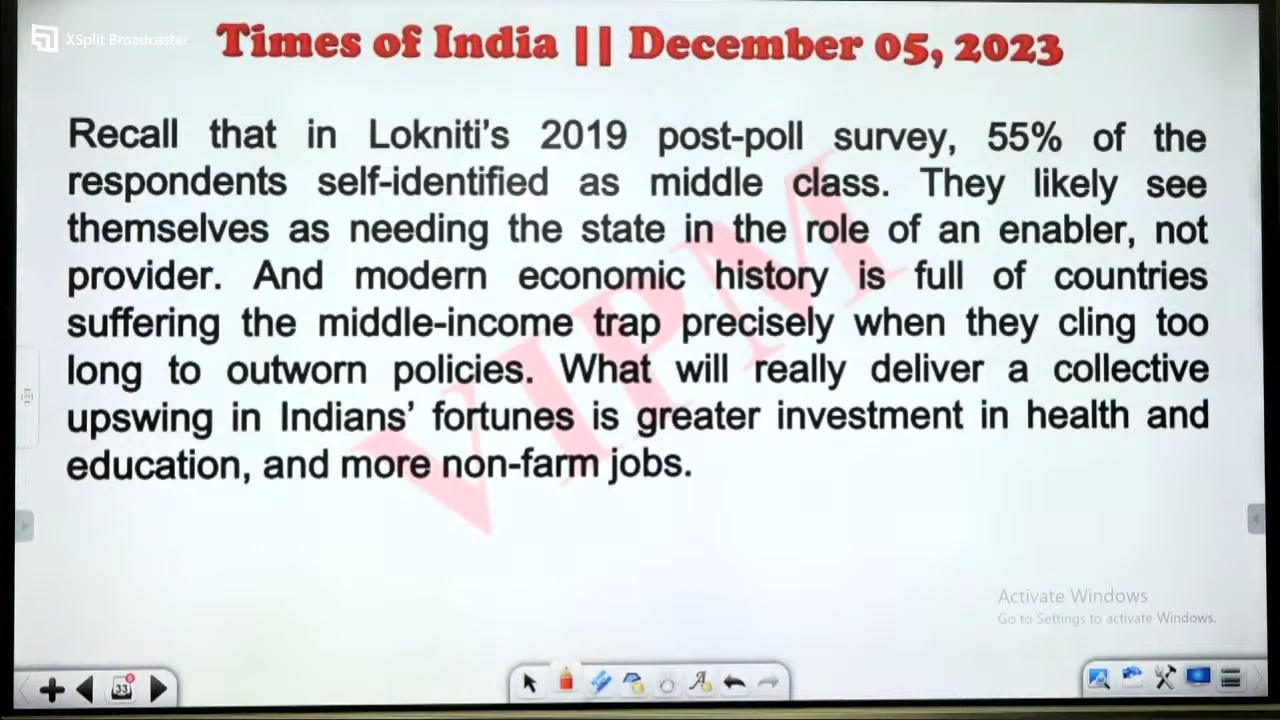 XSplit Broadcaster
Times of India || December 05, 2023
Recall that in Lokniti's 2019 post-poll survey, 55% of the
respondents self-identified as middle class. They likely see
themselves as needing the state in the role of an enabler, not
provider. And modern economic history is full of countries
suffering the middle-income trap precisely when they cling too
long to outworn policies. What will really deliver a collective
upswing in Indians' fortunes is greater investment in health and
education, and more non-farm jobs.
VIPM
Activate Windows
Go to Settings to activate Windows.
33